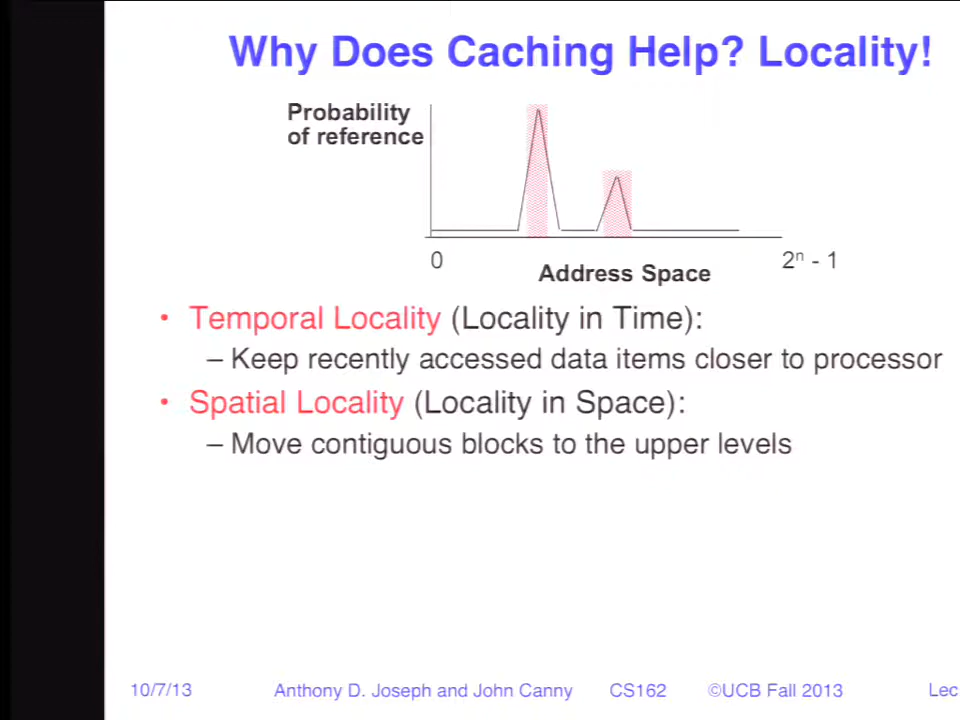 Why Does Caching Help? Locality!
Probability
of reference
0
2ⁿ - 1
Address Space
• Temporal Locality (Locality in Time):
– Keep recently accessed data items closer to processor
• Spatial Locality (Locality in Space):
– Move contiguous blocks to the upper levels
10/7/13 Anthony D. Joseph and John Canny CS162 ©UCB Fall 2013 Lec